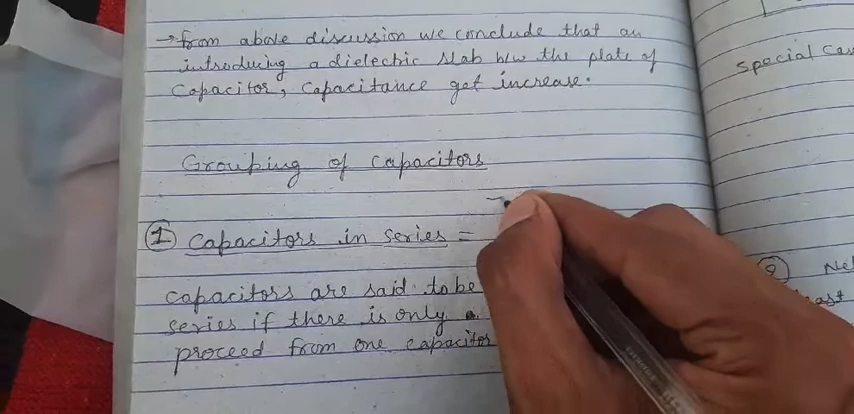 → from above discussion we conclude that on
introducing a dielectric slab b/w the plate of
capacitor, capacitance get increase.
Grouping of capacitors
① capacitors in series =
capacitors are said to be
series if there is only
proceed from one capacitor
special